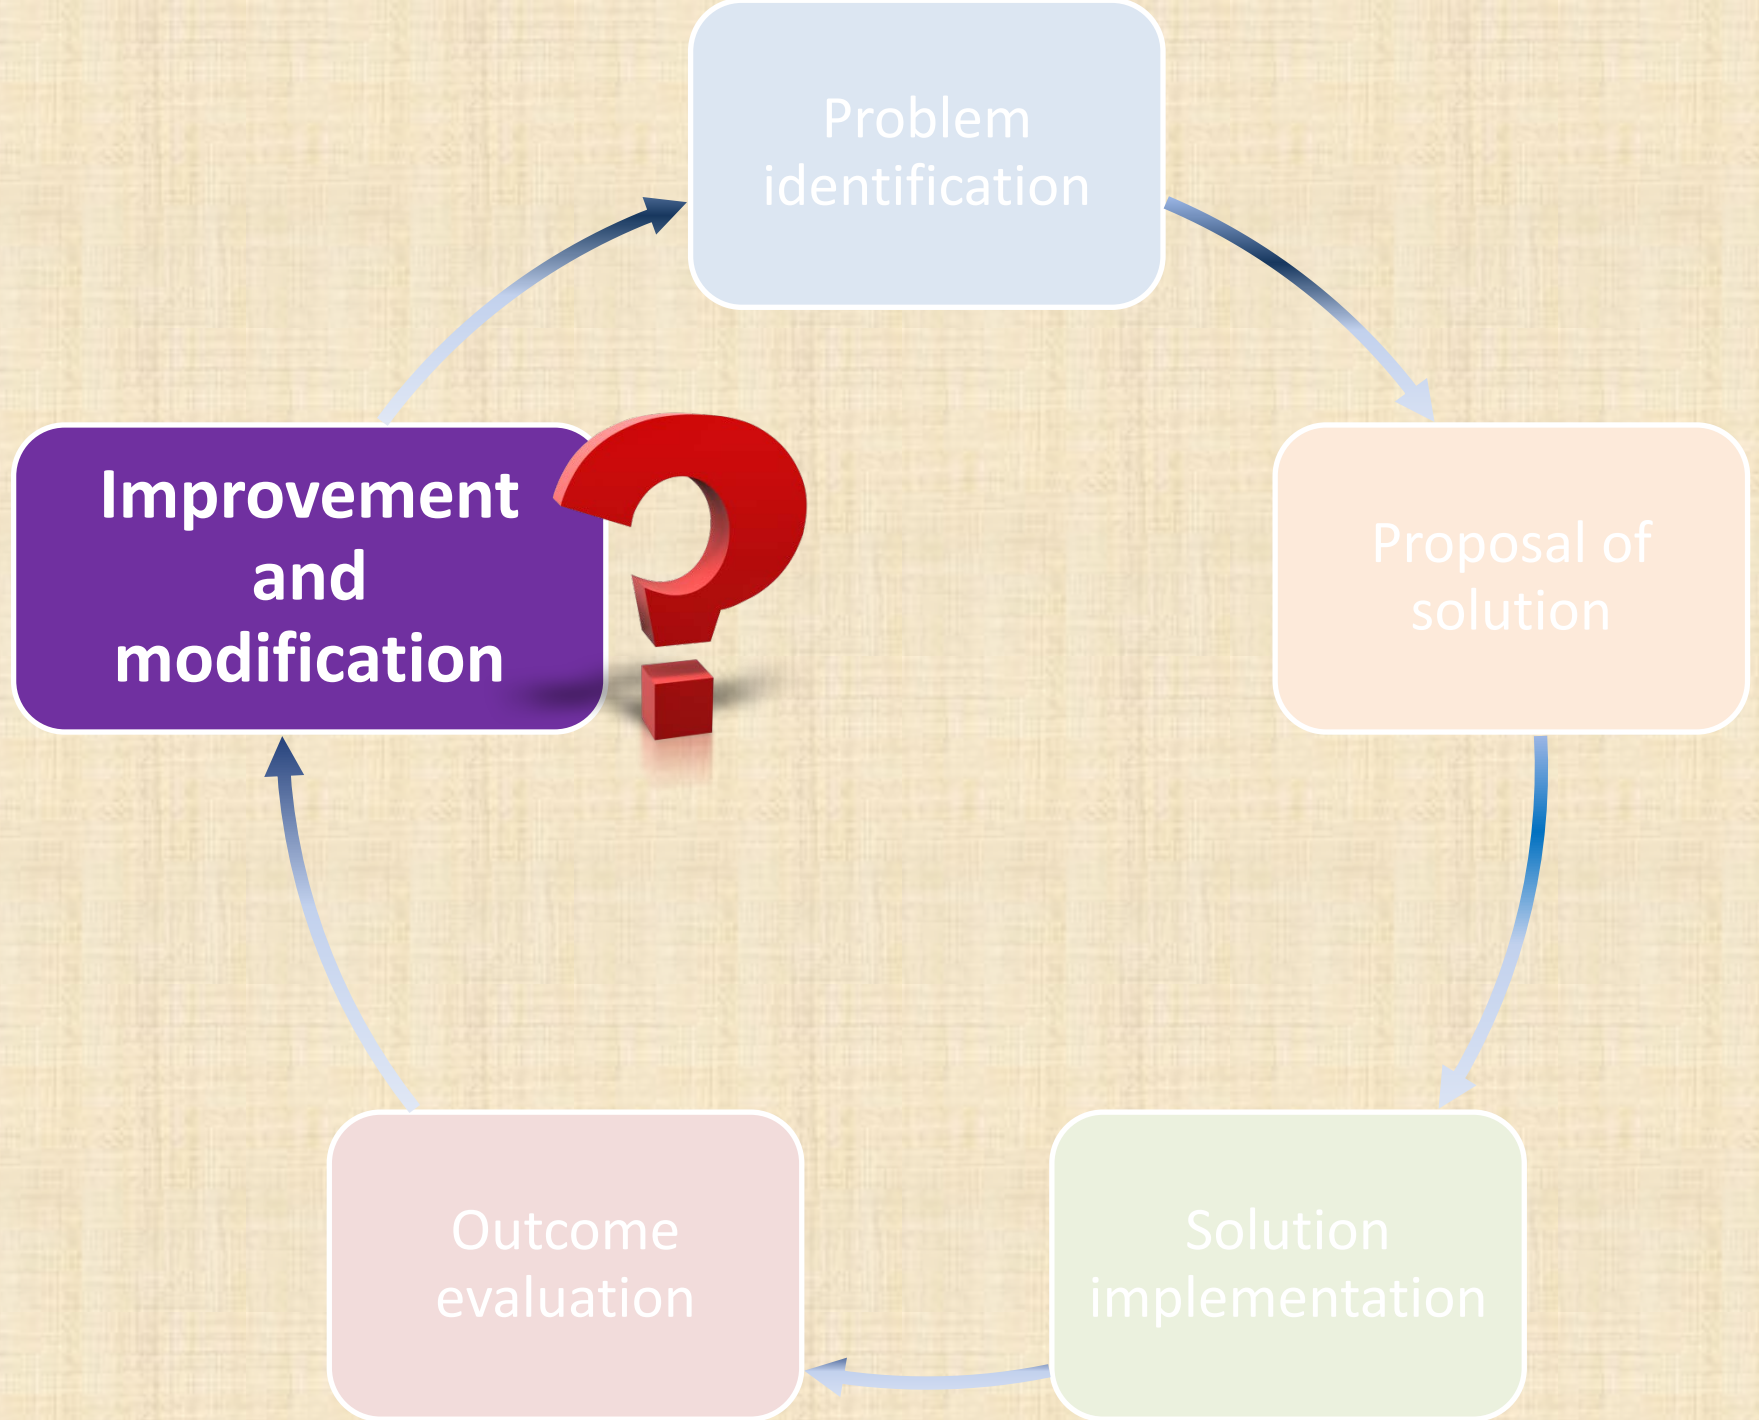 Problem
identification
Improvement
and
modification
?
Proposal of
solution
Outcome
evaluation
Solution
implementation